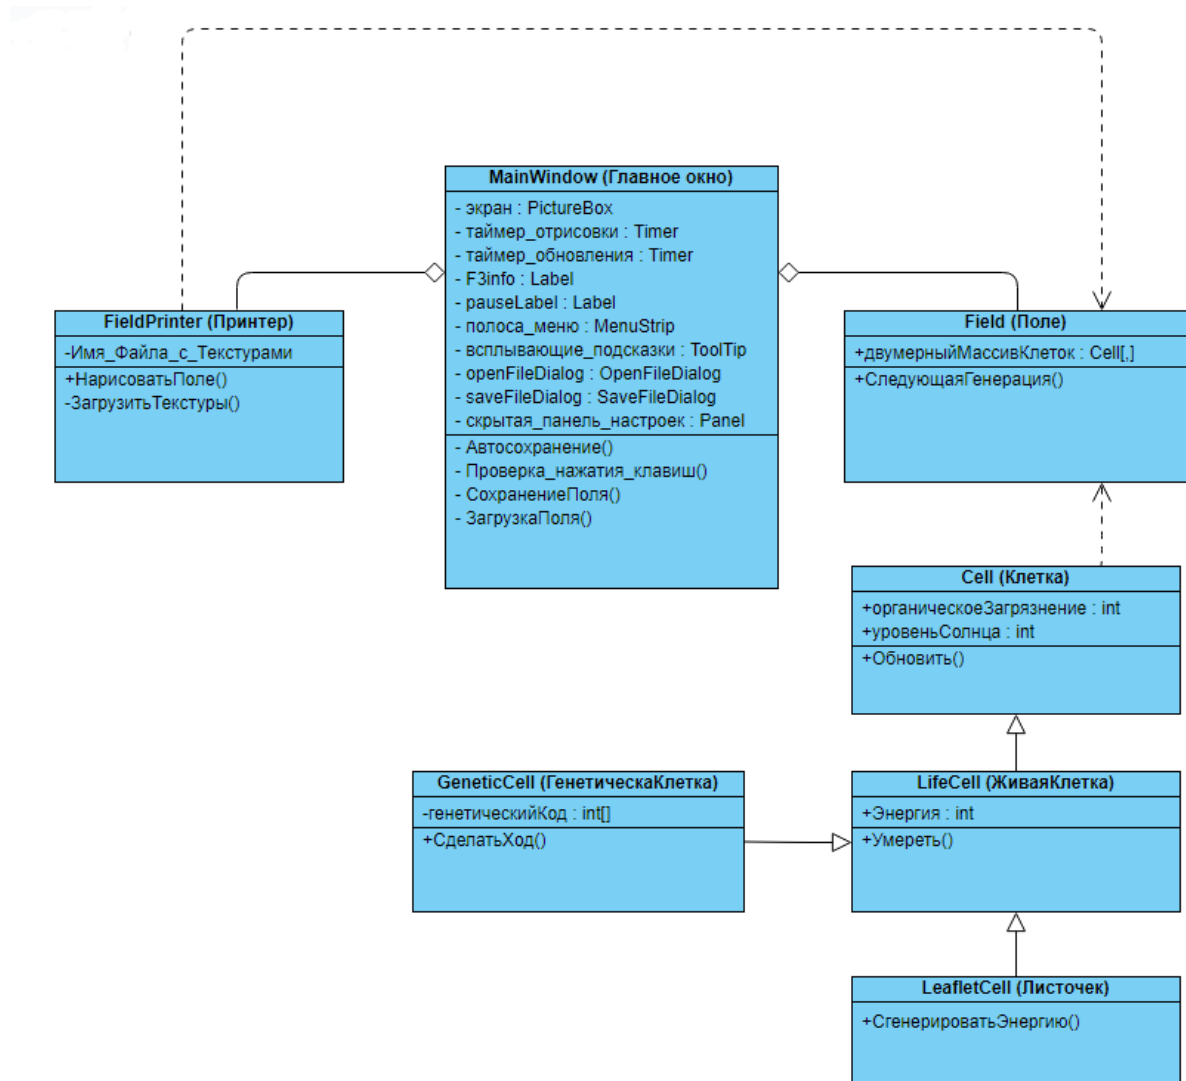 MainWindow (Главное окно)
- экран : PictureBox
- таймер_отрисовки : Timer
- таймер_обновления : Timer
- F3info : Label
- pauseLabel : Label
- полоса_меню : MenuStrip
- всплывающие_подсказки : ToolTip
- openFileDialog : OpenFileDialog
- saveFileDialog : SaveFileDialog
- скрытая_панель_настроек : Panel
- Автосохранение()
- Проверка_нажатия_клавиш()
- СохранениеПоля()
- ЗагрузкаПоля()
FieldPrinter (Принтер)
-Имя_Файла_с_Текстурами
+НарисоватьПоле()
-ЗагрузитьТекстуры()
Field (Поле)
+двумерныйМассивКлеток : Cell[,]
+СледующаяГенерация()
Cell (Клетка)
+органическоеЗагрязнение : int
+уровеньСолнца : int
+Обновить()
GeneticCell (ГенетическаКлетка)
-генетическийКод : int[]
+СделатьХод()
LifeCell (ЖиваяКлетка)
+Энергия : int
+Умереть()
LeafletCell (Листочек)
+СгенерироватьЭнергию()